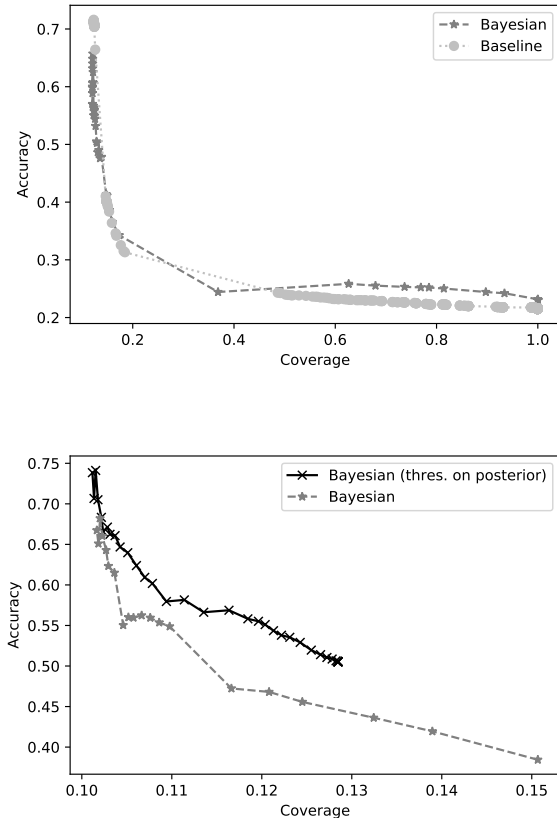 0.7
0.6
0.5
0.4
0.3
0.2
Accuracy
Bayesian
Baseline
0.2 0.4 0.6 0.8 1.0
Coverage
0.75
0.70
0.65
0.60
0.55
0.50
0.45
0.40
Accuracy
Bayesian (thres. on posterior)
Bayesian
0.10 0.11 0.12 0.13 0.14 0.15
Coverage